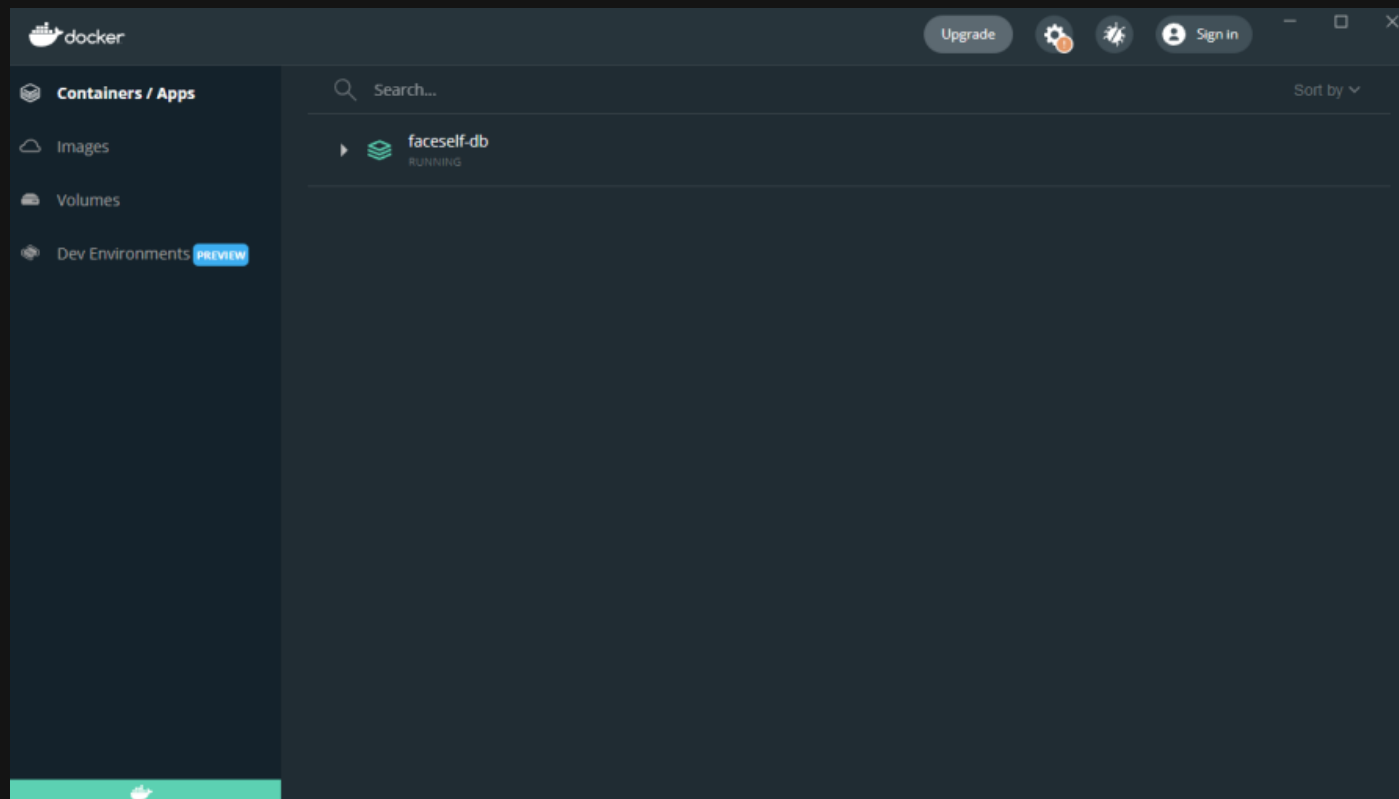 docker
Upgrade
Sign in
Containers / Apps
Images
Volumes
Dev Environments PREVIEW
Search...
Sort by
faceself-db
RUNNING